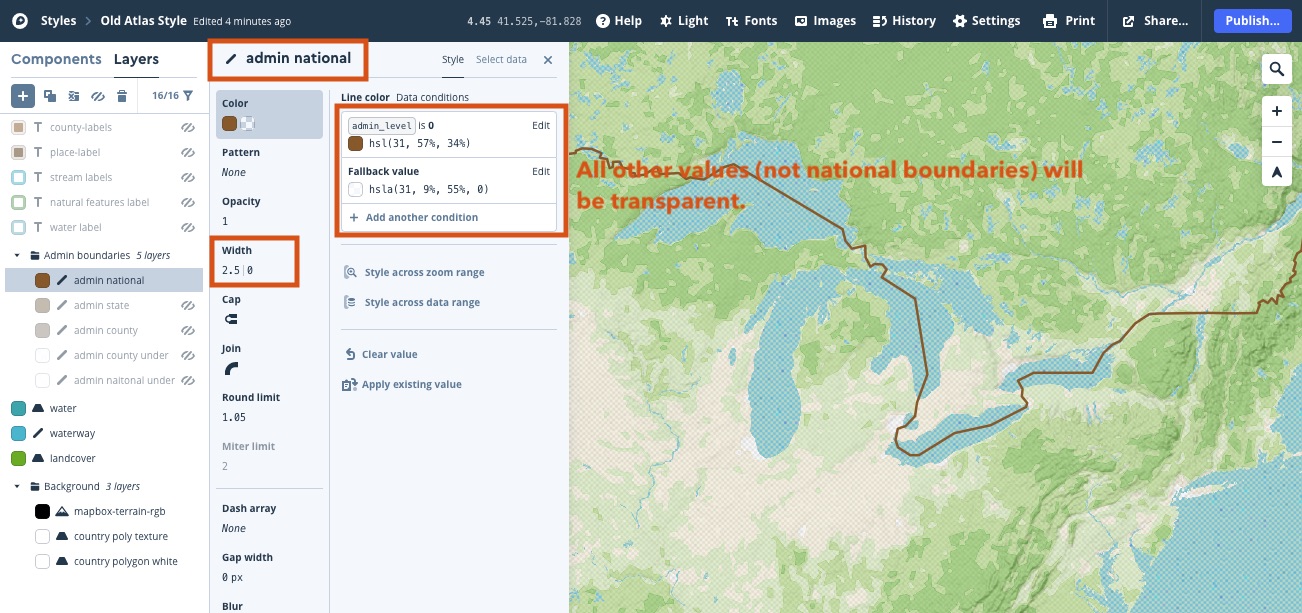 Styles > Old Atlas Style Edited 4 minutes ago 4.45 41.525,-81.828 Help Light Fonts Images History Settings Print Share... Publish...
Components Layers
16/16
county-labels
place-label
stream labels
natural features label
water label
Admin boundaries 5 layers
admin national
admin state
admin county
admin county under
admin naitonal under
water
waterway
landcover
Background 3 layers
mapbox-terrain-rgb
country poly texture
country polygon white
admin national Style Select data
Color
Pattern
None
Opacity
1
Width
2.5|0
Cap
Join
Round limit
1.05
Miter limit
2
Dash array
None
Gap width
0 px
Blur
Line color Data conditions
admin_level is 0 Edit
hsl(31, 57%, 34%)
Fallback value Edit
hsla(31, 9%, 55%, 0)
+ Add another condition
Style across zoom range
Style across data range
Clear value
Apply existing value
All other values (not national boundaries) will
be transparent.